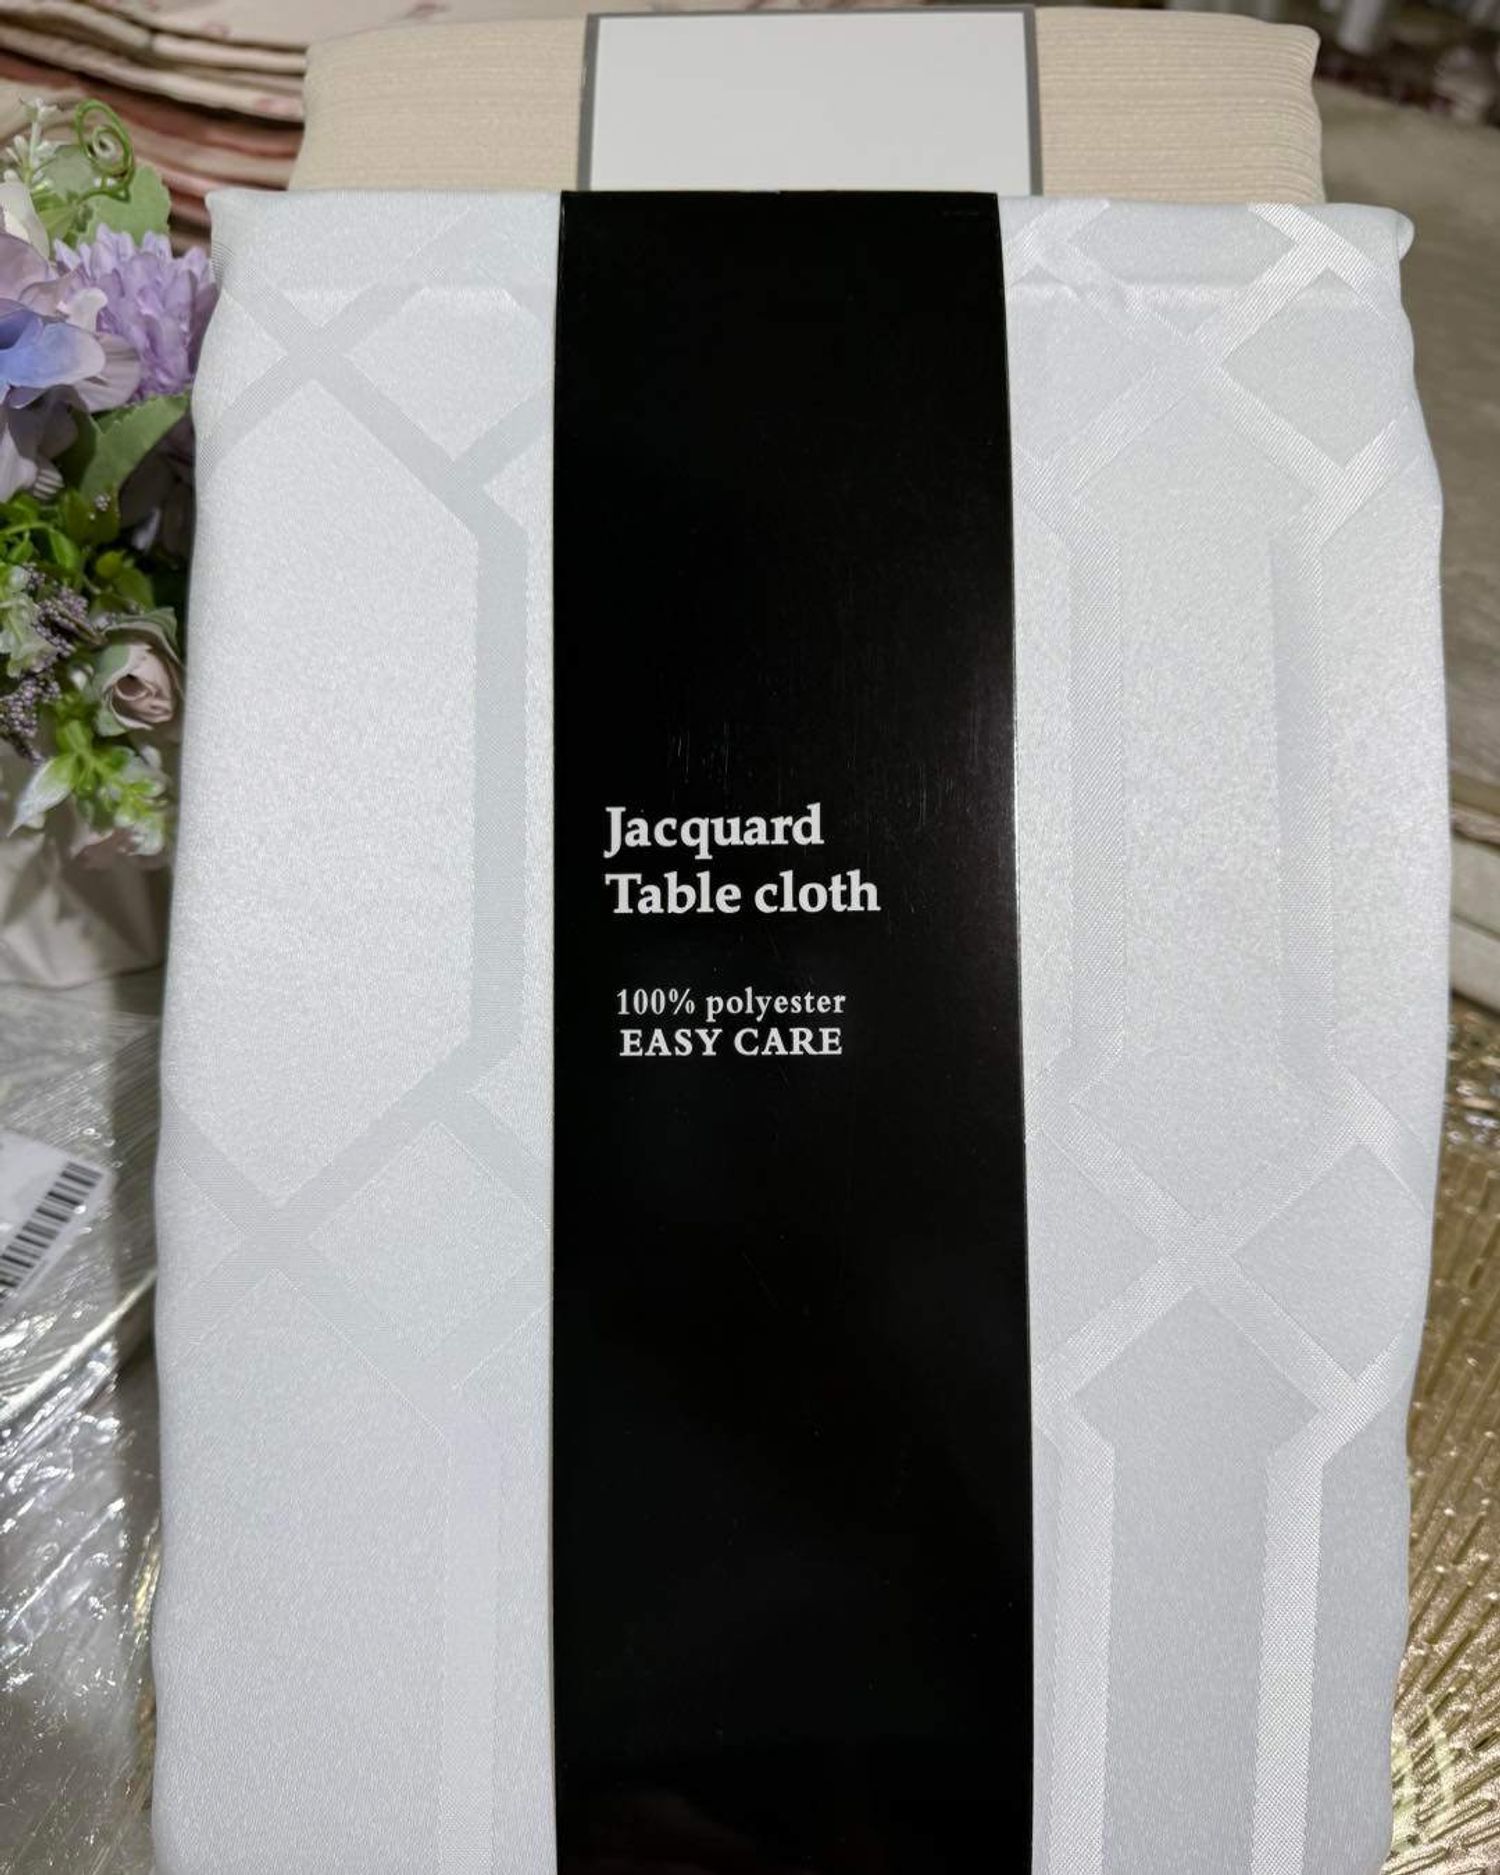 Jacquard
Table cloth
100% polyester
EASY CARE